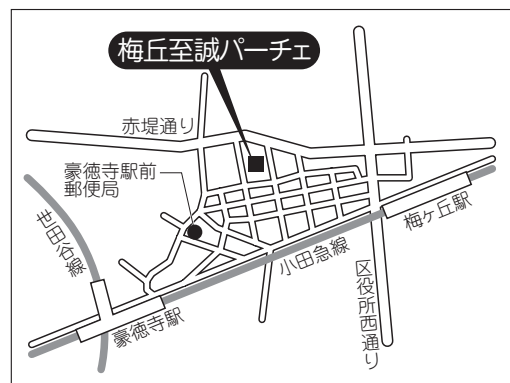 梅丘至誠パーチェ
赤堤通り
豪徳寺駅前
郵便局
世田谷線
梅ヶ丘駅
小田急線
区役所西通り
豪徳寺駅